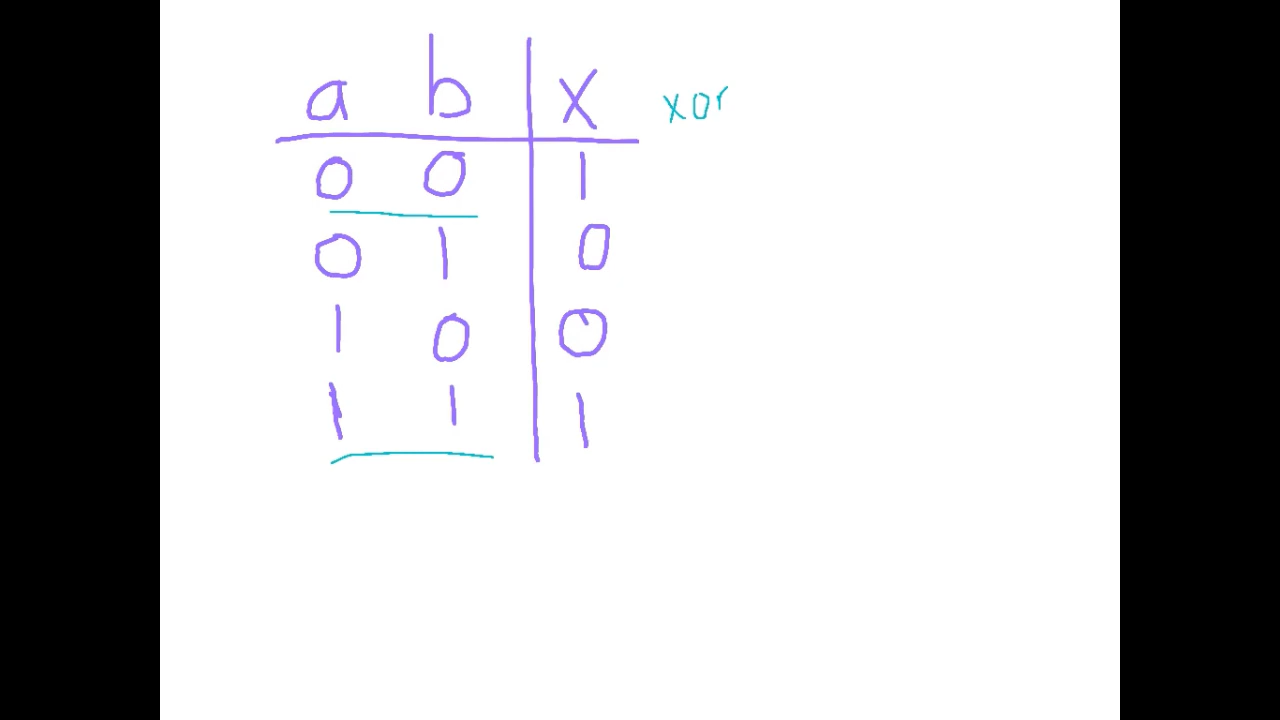 a b x xor
0 0 1
0 1 0
1 0 0
1 1 1